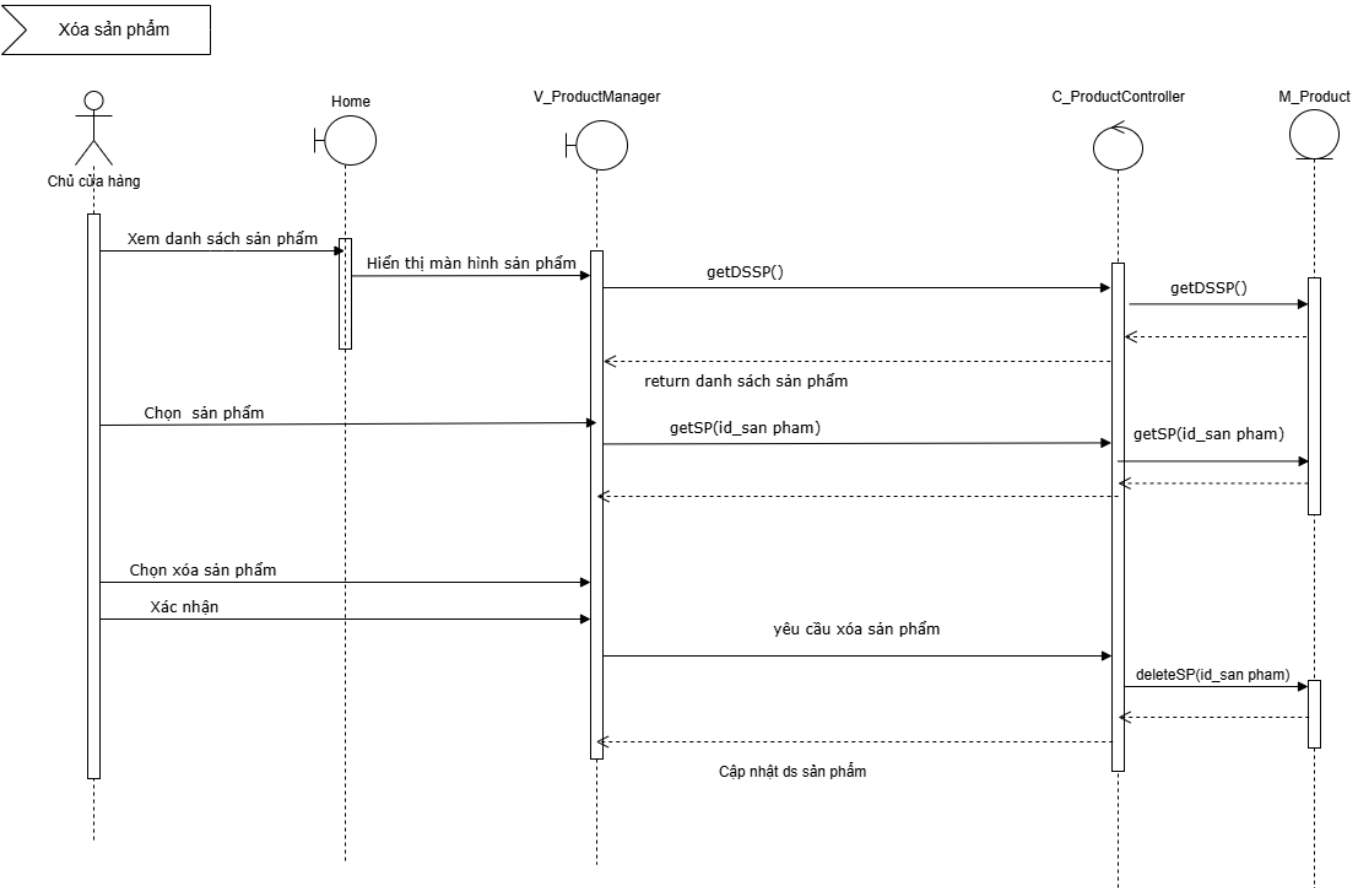 Xóa sản phẩm
Home
V_ProductManager
C_ProductController
M_Product
Chủ cửa hàng
Xem danh sách sản phẩm
Hiển thị màn hình sản phẩm
getDSSP()
getDSSP()
return danh sách sản phẩm
Chọn sản phẩm
getSP(id_san pham)
getSP(id_san pham)
Chọn xóa sản phẩm
Xác nhận
yêu cầu xóa sản phẩm
deleteSP(id_san pham)
Cập nhật ds sản phẩm